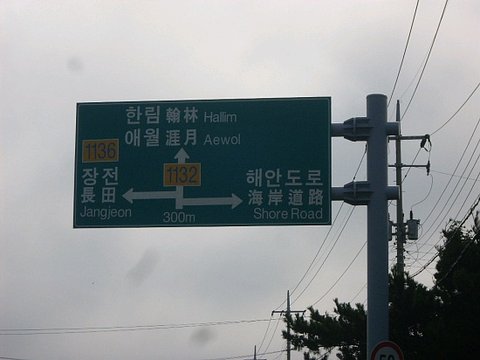 한림 翰林 Hallim
애월 涯月 Aewol
1136
1132
장전
長田
Jangjeon
해안도로
海岸道路
Shore Road
300m
50